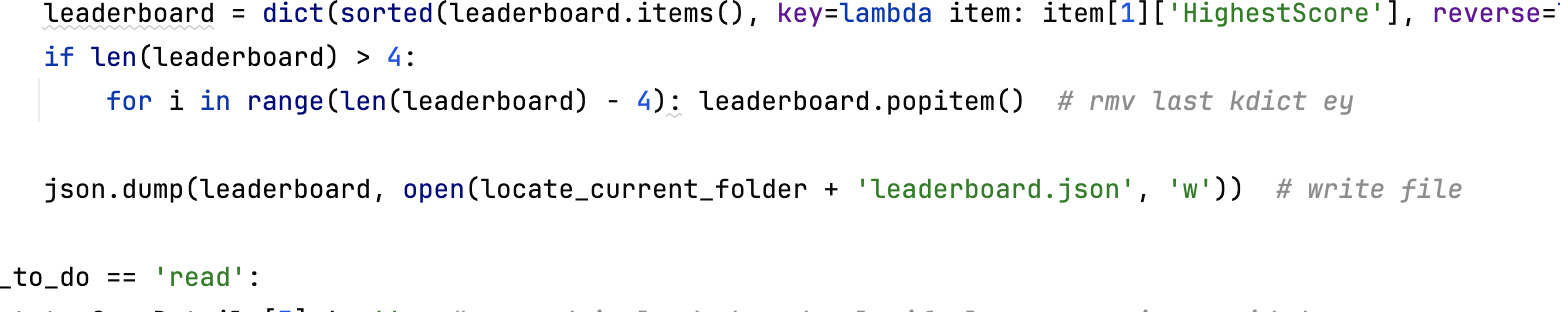 leaderboard = dict(sorted(leaderboard.items(), key=lambda item: item[1]['HighestScore'], reverse=
if len(leaderboard) > 4:
for i in range(len(leaderboard) - 4): leaderboard.popitem()  # rmv last kdict ey
json.dump(leaderboard, open(locate_current_folder + 'leaderboard.json', 'w'))  # write file
_to_do == 'read':